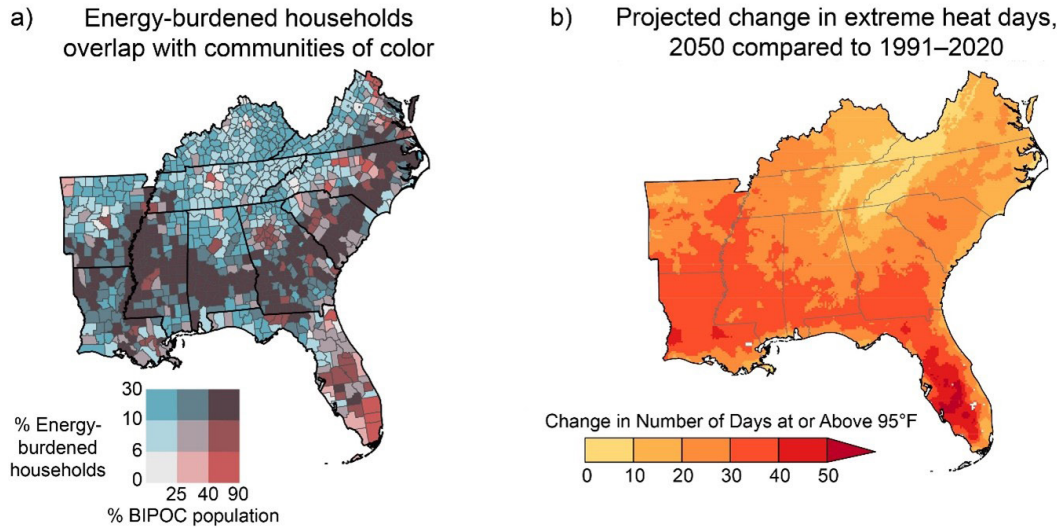 a)
Energy-burdened households
overlap with communities of color
30
10
6
0
% Energy-
burdened
households
25 40 90
% BIPOC population
b)
Projected change in extreme heat days,
2050 compared to 1991–2020
Change in Number of Days at or Above 95°F
0 10 20 30 40 50